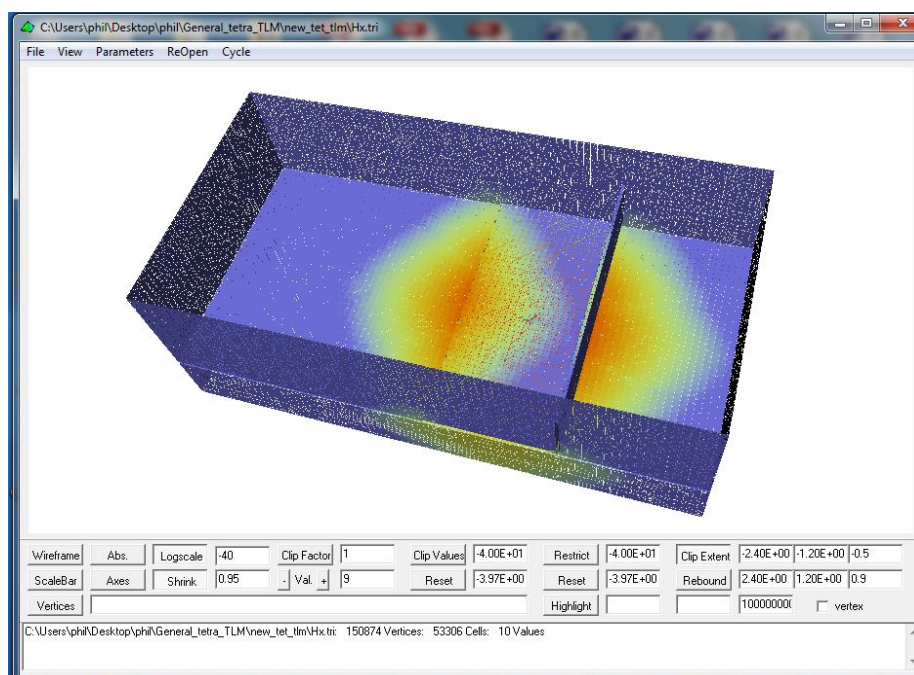 C:\Users\phil\Desktop\phil\General_tetra_TLM\new_tet_tlm\Hx.tri
File View Parameters ReOpen Cycle
Wireframe Abs. Logscale -40 Clip Factor 1 Clip Values -4.00E+01 Restrict -4.00E+01 Clip Extent -2.40E+00 -1.20E+00 -0.5
ScaleBar Axes Shrink 0.95 - Val. + 9 Reset -3.97E+00 Reset -3.97E+00 Rebound 2.40E+00 1.20E+00 0.9
Vertices Highlight 10000000 vertex
C:\Users\phil\Desktop\phil\General_tetra_TLM\new_tet_tlm\Hx.tri: 150874 Vertices: 53306 Cells: 10 Values